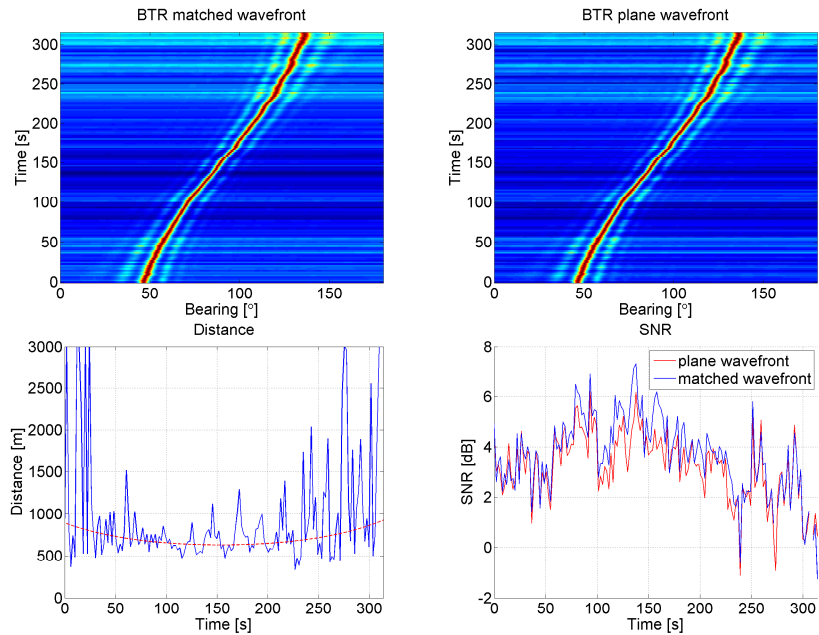 BTR matched wavefront
300
250
200
150
100
50
0
Time [s]
0 50 100 150
Bearing [°]
BTR plane wavefront
300
250
200
150
100
50
0
Time [s]
0 50 100 150
Bearing [°]
Distance
3000
2500
2000
1500
1000
500
0
Distance [m]
0 50 100 150 200 250 300
Time [s]
SNR
8
6
4
2
0
-2
SNR [dB]
plane wavefront
matched wavefront
0 50 100 150 200 250 300
Time [s]